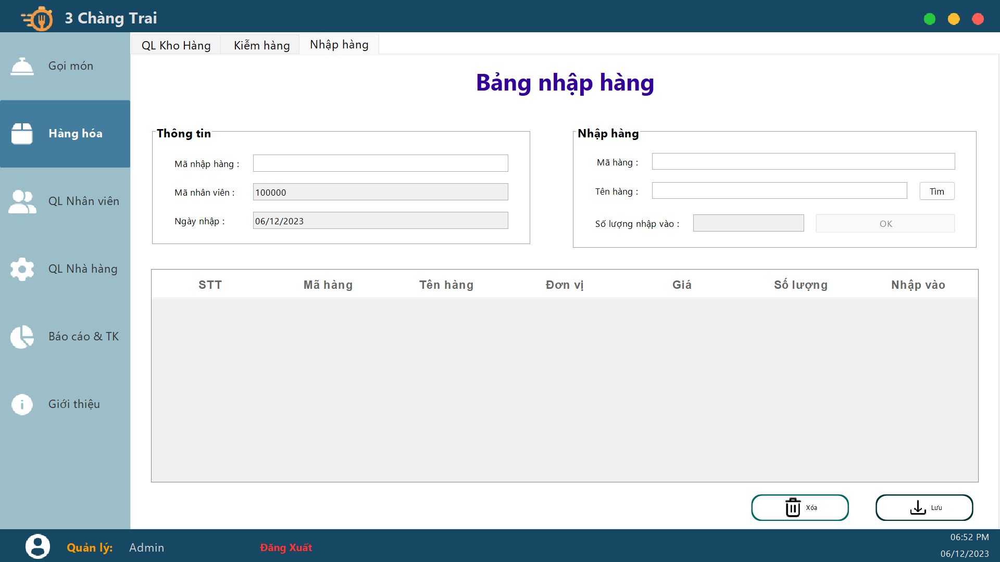 3 Chàng Trai
QL Kho Hàng
Kiễm hàng
Nhập hàng
Gọi món
Hàng hóa
QL Nhân viên
QL Nhà hàng
Báo cáo & TK
Giới thiệu
Bảng nhập hàng
Thông tin
Mã nhập hàng :
Mã nhân viên : 100000
Ngày nhập : 06/12/2023
Nhập hàng
Mã hàng :
Tên hàng : Tìm
Số lượng nhập vào : OK
STT Mã hàng Tên hàng Đơn vị Giá Số lượng Nhập vào
Xóa Lưu
Quản lý: Admin Đăng Xuất
06:52 PM
06/12/2023